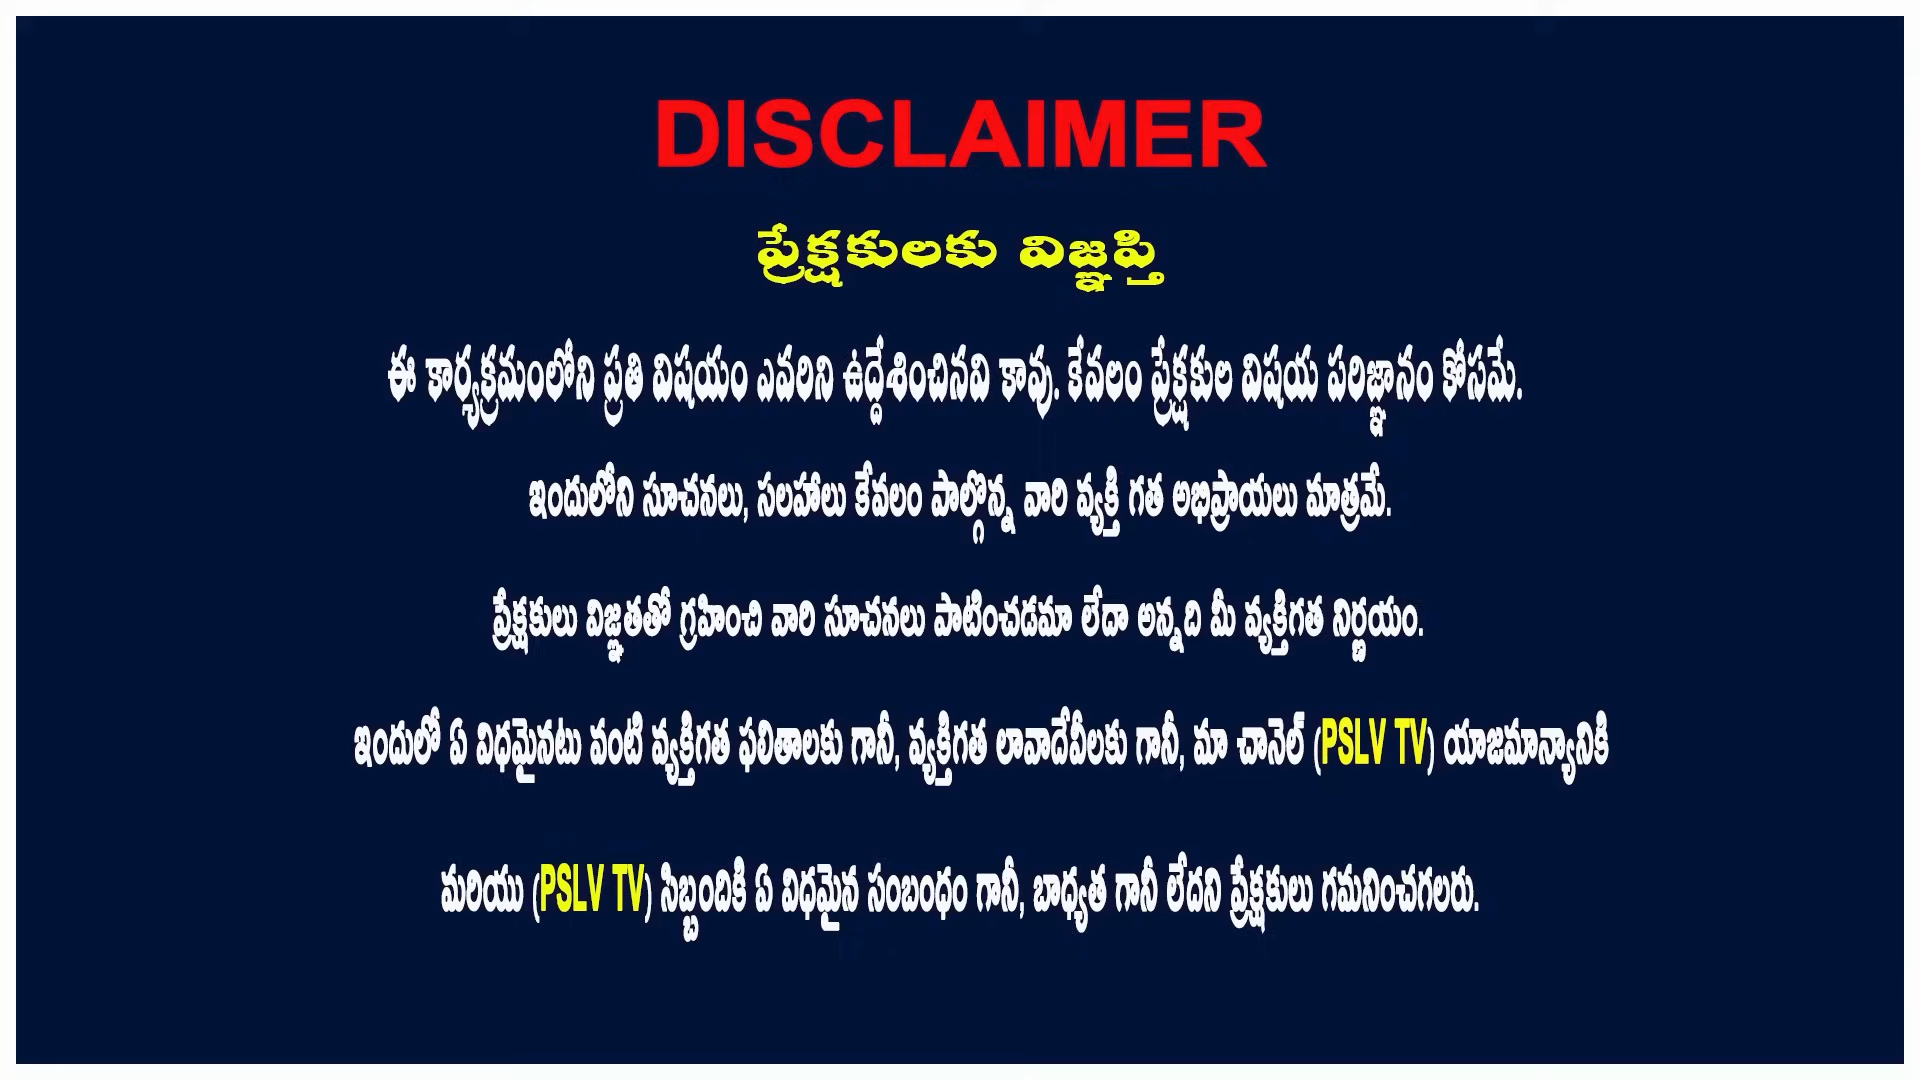 DISCLAIMER
ప్రేక్షకులకు విజ్ఞప్తి
ఈ కార్యక్రమంలోని ప్రతి విషయం ఎవరిని ఉద్దేశించినవి కావు. కేవలం ప్రేక్షకుల విషయ పరిజ్ఞానం కోసమే.
ఇందులోని సూచనలు, సలహాలు కేవలం పాల్గొన్న వారి వ్యక్తి గత అభిప్రాయలు మాత్రమే.
ప్రేక్షకులు విజ్ఞతతో గ్రహించి వారి సూచనలు పాటించడమా లేదా అన్నది మీ వ్యక్తిగత నిర్ణయం.
ఇందులో ఏ విధమైనటు వంటి వ్యక్తిగత ఫలితాలకు గానీ, వ్యక్తిగత లావాదేవీలకు గానీ, మా చానెల్ (PSLV TV) యాజమాన్యానికి
మరియు (PSLV TV) సిబ్బందికి ఏ విధమైన సంబంధం గానీ, బాధ్యత గానీ లేదని ప్రేక్షకులు గమనించగలరు.